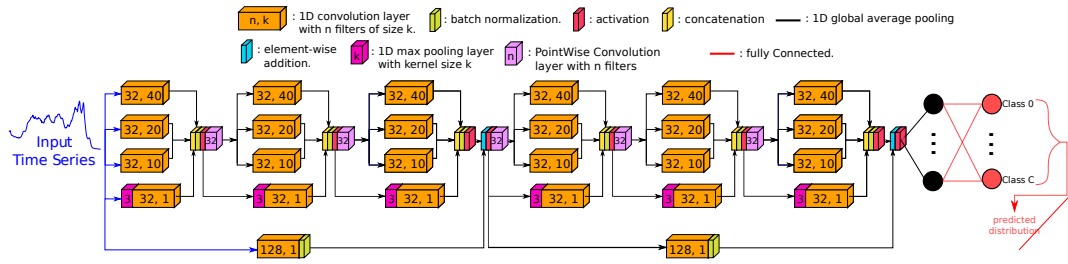 n, k : 1D convolution layer with n filters of size k. : batch normalization. : activation : concatenation : 1D global average pooling
: element-wise addition. k : 1D max pooling layer with kernel size k n : PointWise Convolution layer with n filters : fully Connected.
32, 40 32, 40 32, 40 32, 40 32, 40 32, 40 Class 0
32, 20 32, 20 32, 20 32, 20 32, 20 32, 20
Input
Time Series
32 32 32 32 32
32, 10 32, 10 32, 10 32, 10 32, 10 32, 10
Class C
3 32, 1 3 32, 1 3 32, 1 3 32, 1 3 32, 1 3 32, 1
predicted
distribution
128, 1 128, 1